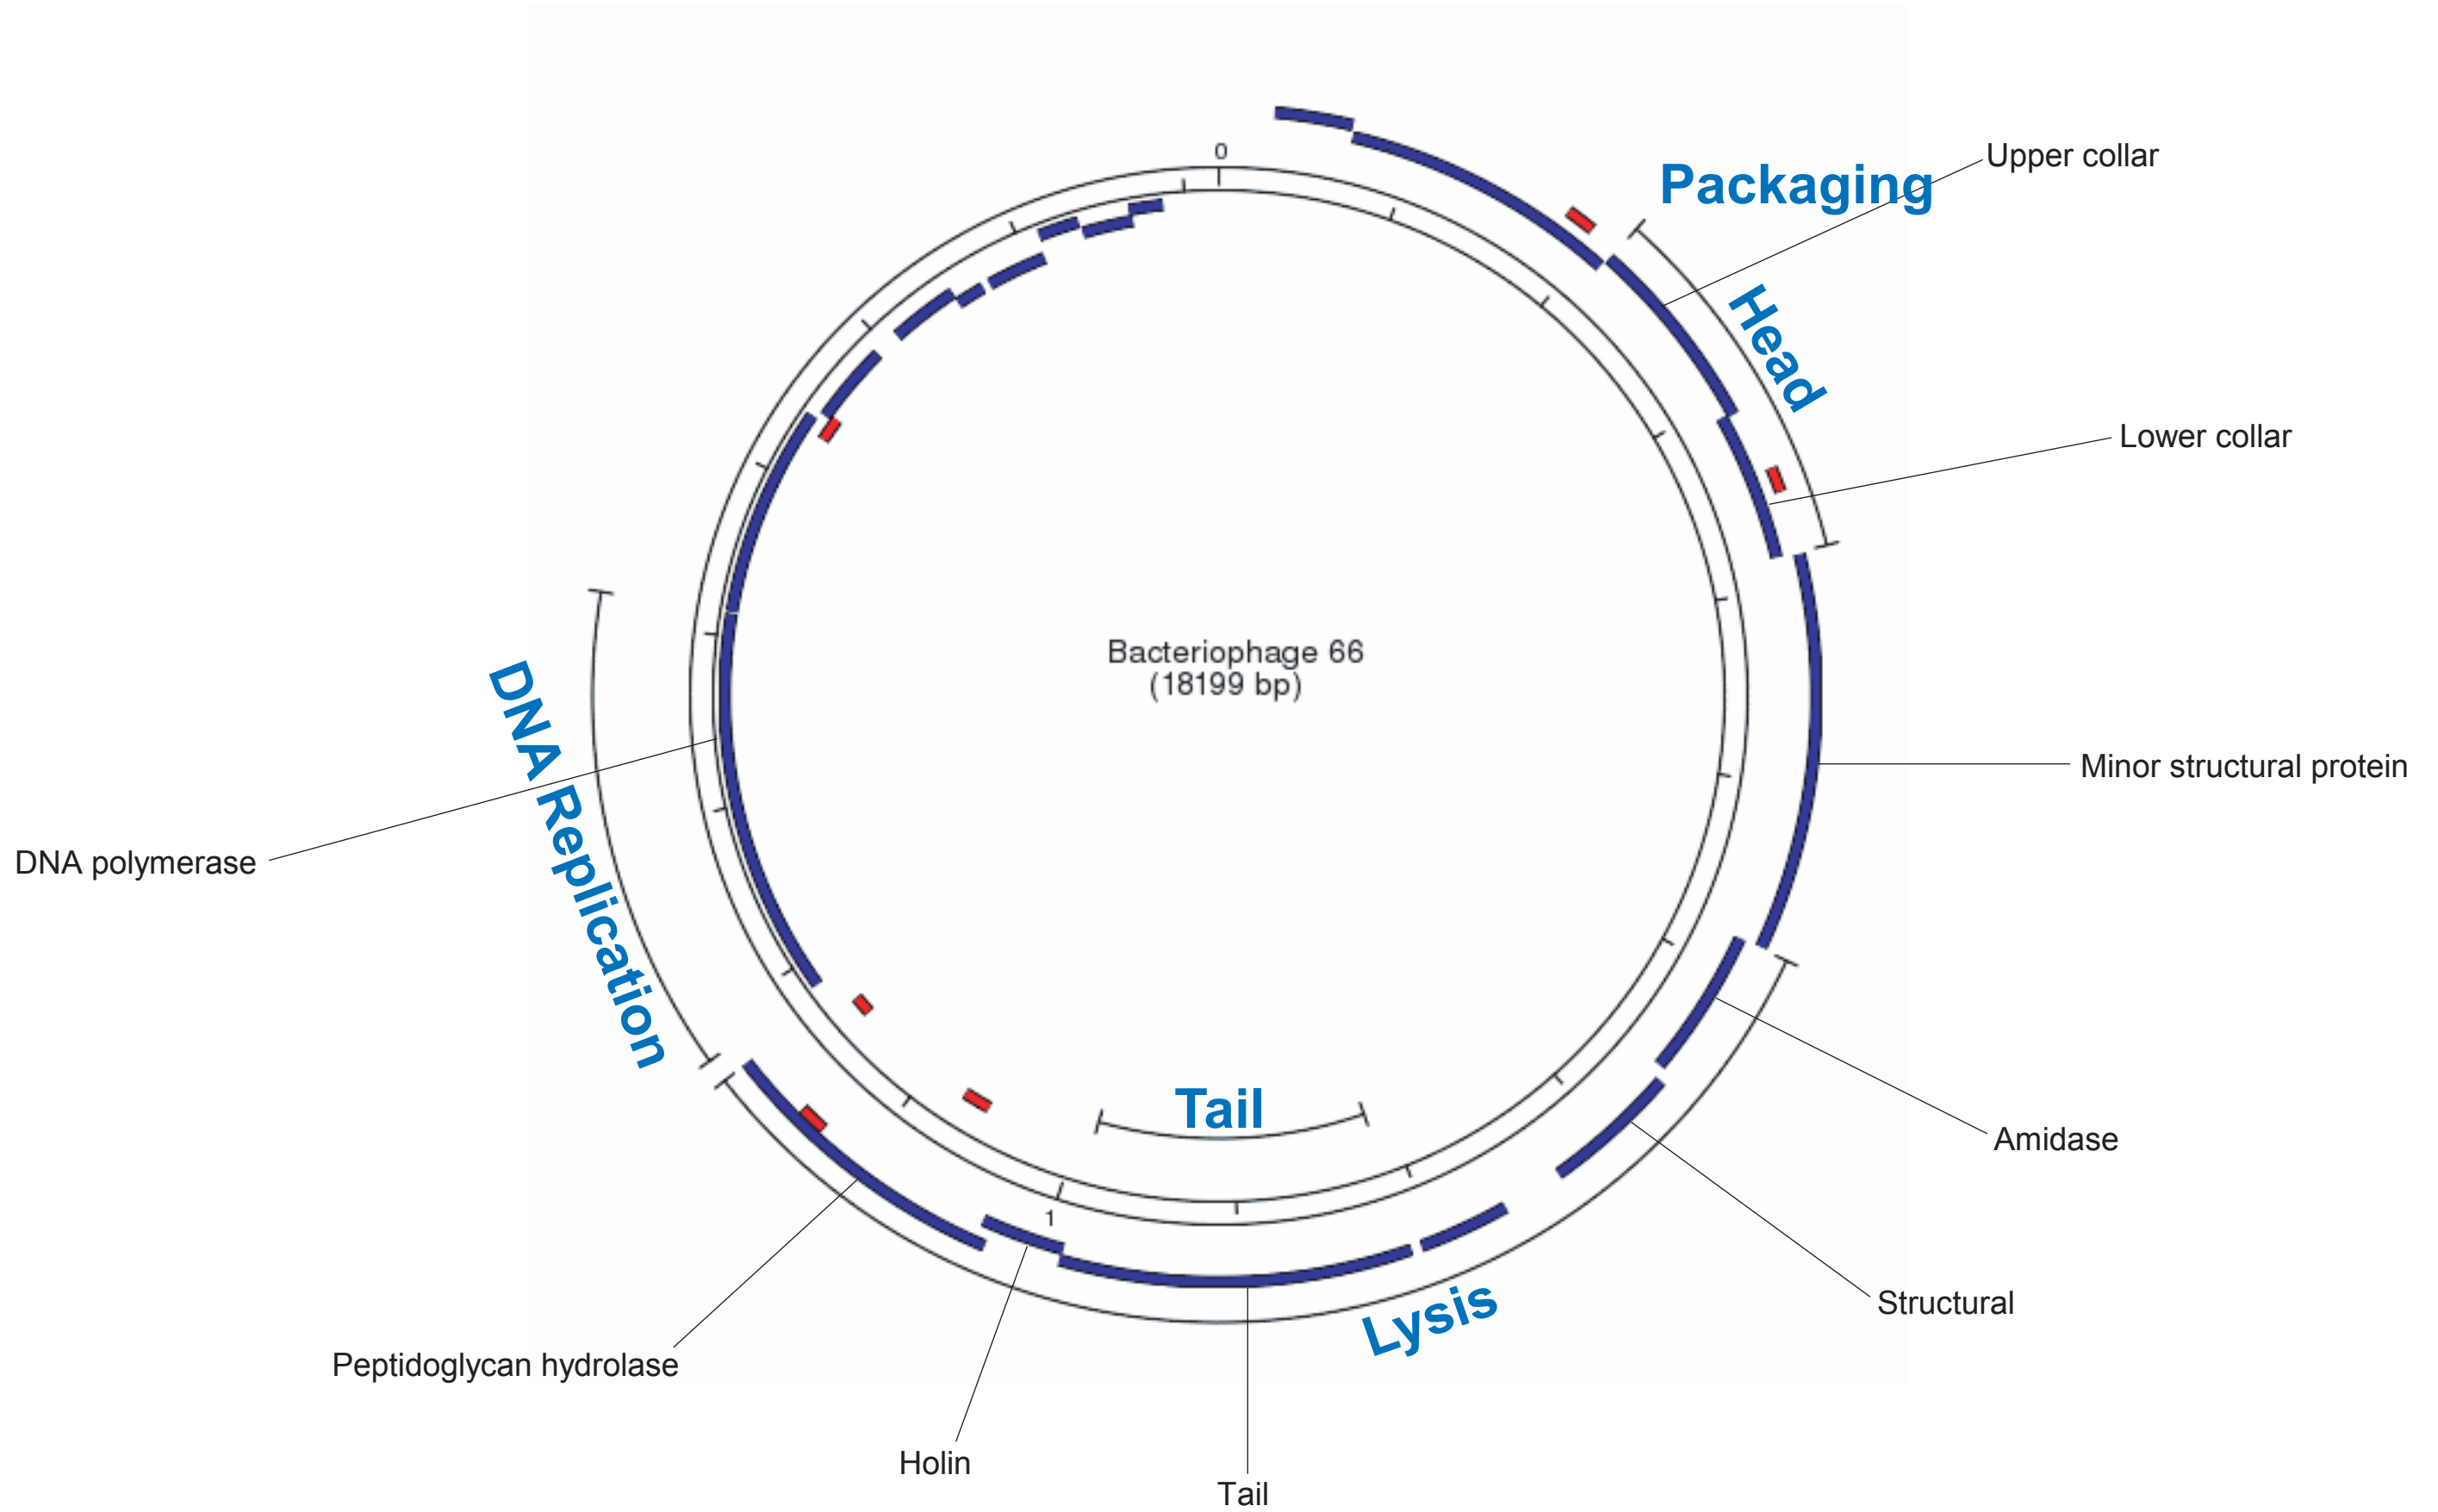 0
Packaging
Upper collar
Head
Lower collar
Bacteriophage 66
(18199 bp)
Minor structural protein
DNA Replication
DNA polymerase
Tail
Amidase
1
Structural
Lysis
Peptidoglycan hydrolase
Holin
Tail